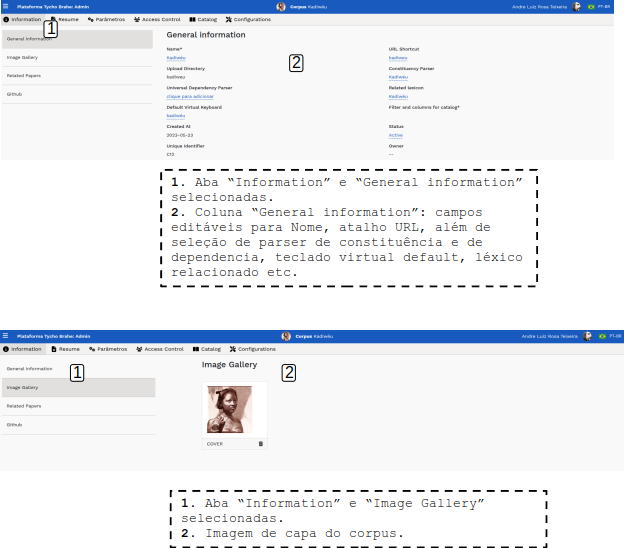 Plataforma Tycho Brahe: Admin
Corpus Kadiwéu
Andre Luiz Rosa Teixeira
PT-BR
Information Resume Parâmetros Access Control Catalog Configurations
1
General information
Image Gallery
Related Papers
Github
General information
2
Name* URL Shortcut
Kadiwéu kadiweu
Upload Directory Constituency Parser
kadiweu Kadiwéu
Universal Dependency Parser Related lexicon
clique para adicionar Kadiwéu
Default Virtual Keyboard Filter and columns for catalog*
kadiwéu
Created At Status
2023-05-23 Active
Unique Identifier Owner
C13 --
1. Aba “Information” e “General information”
selecionadas.
2. Coluna “General information”: campos
editáveis para Nome, atalho URL, além de
seleção de parser de constituência e de
dependencia, teclado virtual default, léxico
relacionado etc.
Plataforma Tycho Brahe: Admin
Corpus Kadiwéu
Andre Luiz Rosa Teixeira
PT-BR
Information Resume Parâmetros Access Control Catalog Configurations
General information
1
Image Gallery
Related Papers
Github
Image Gallery
2
COVER
1. Aba “Information” e “Image Gallery”
selecionadas.
2. Imagem de capa do corpus.